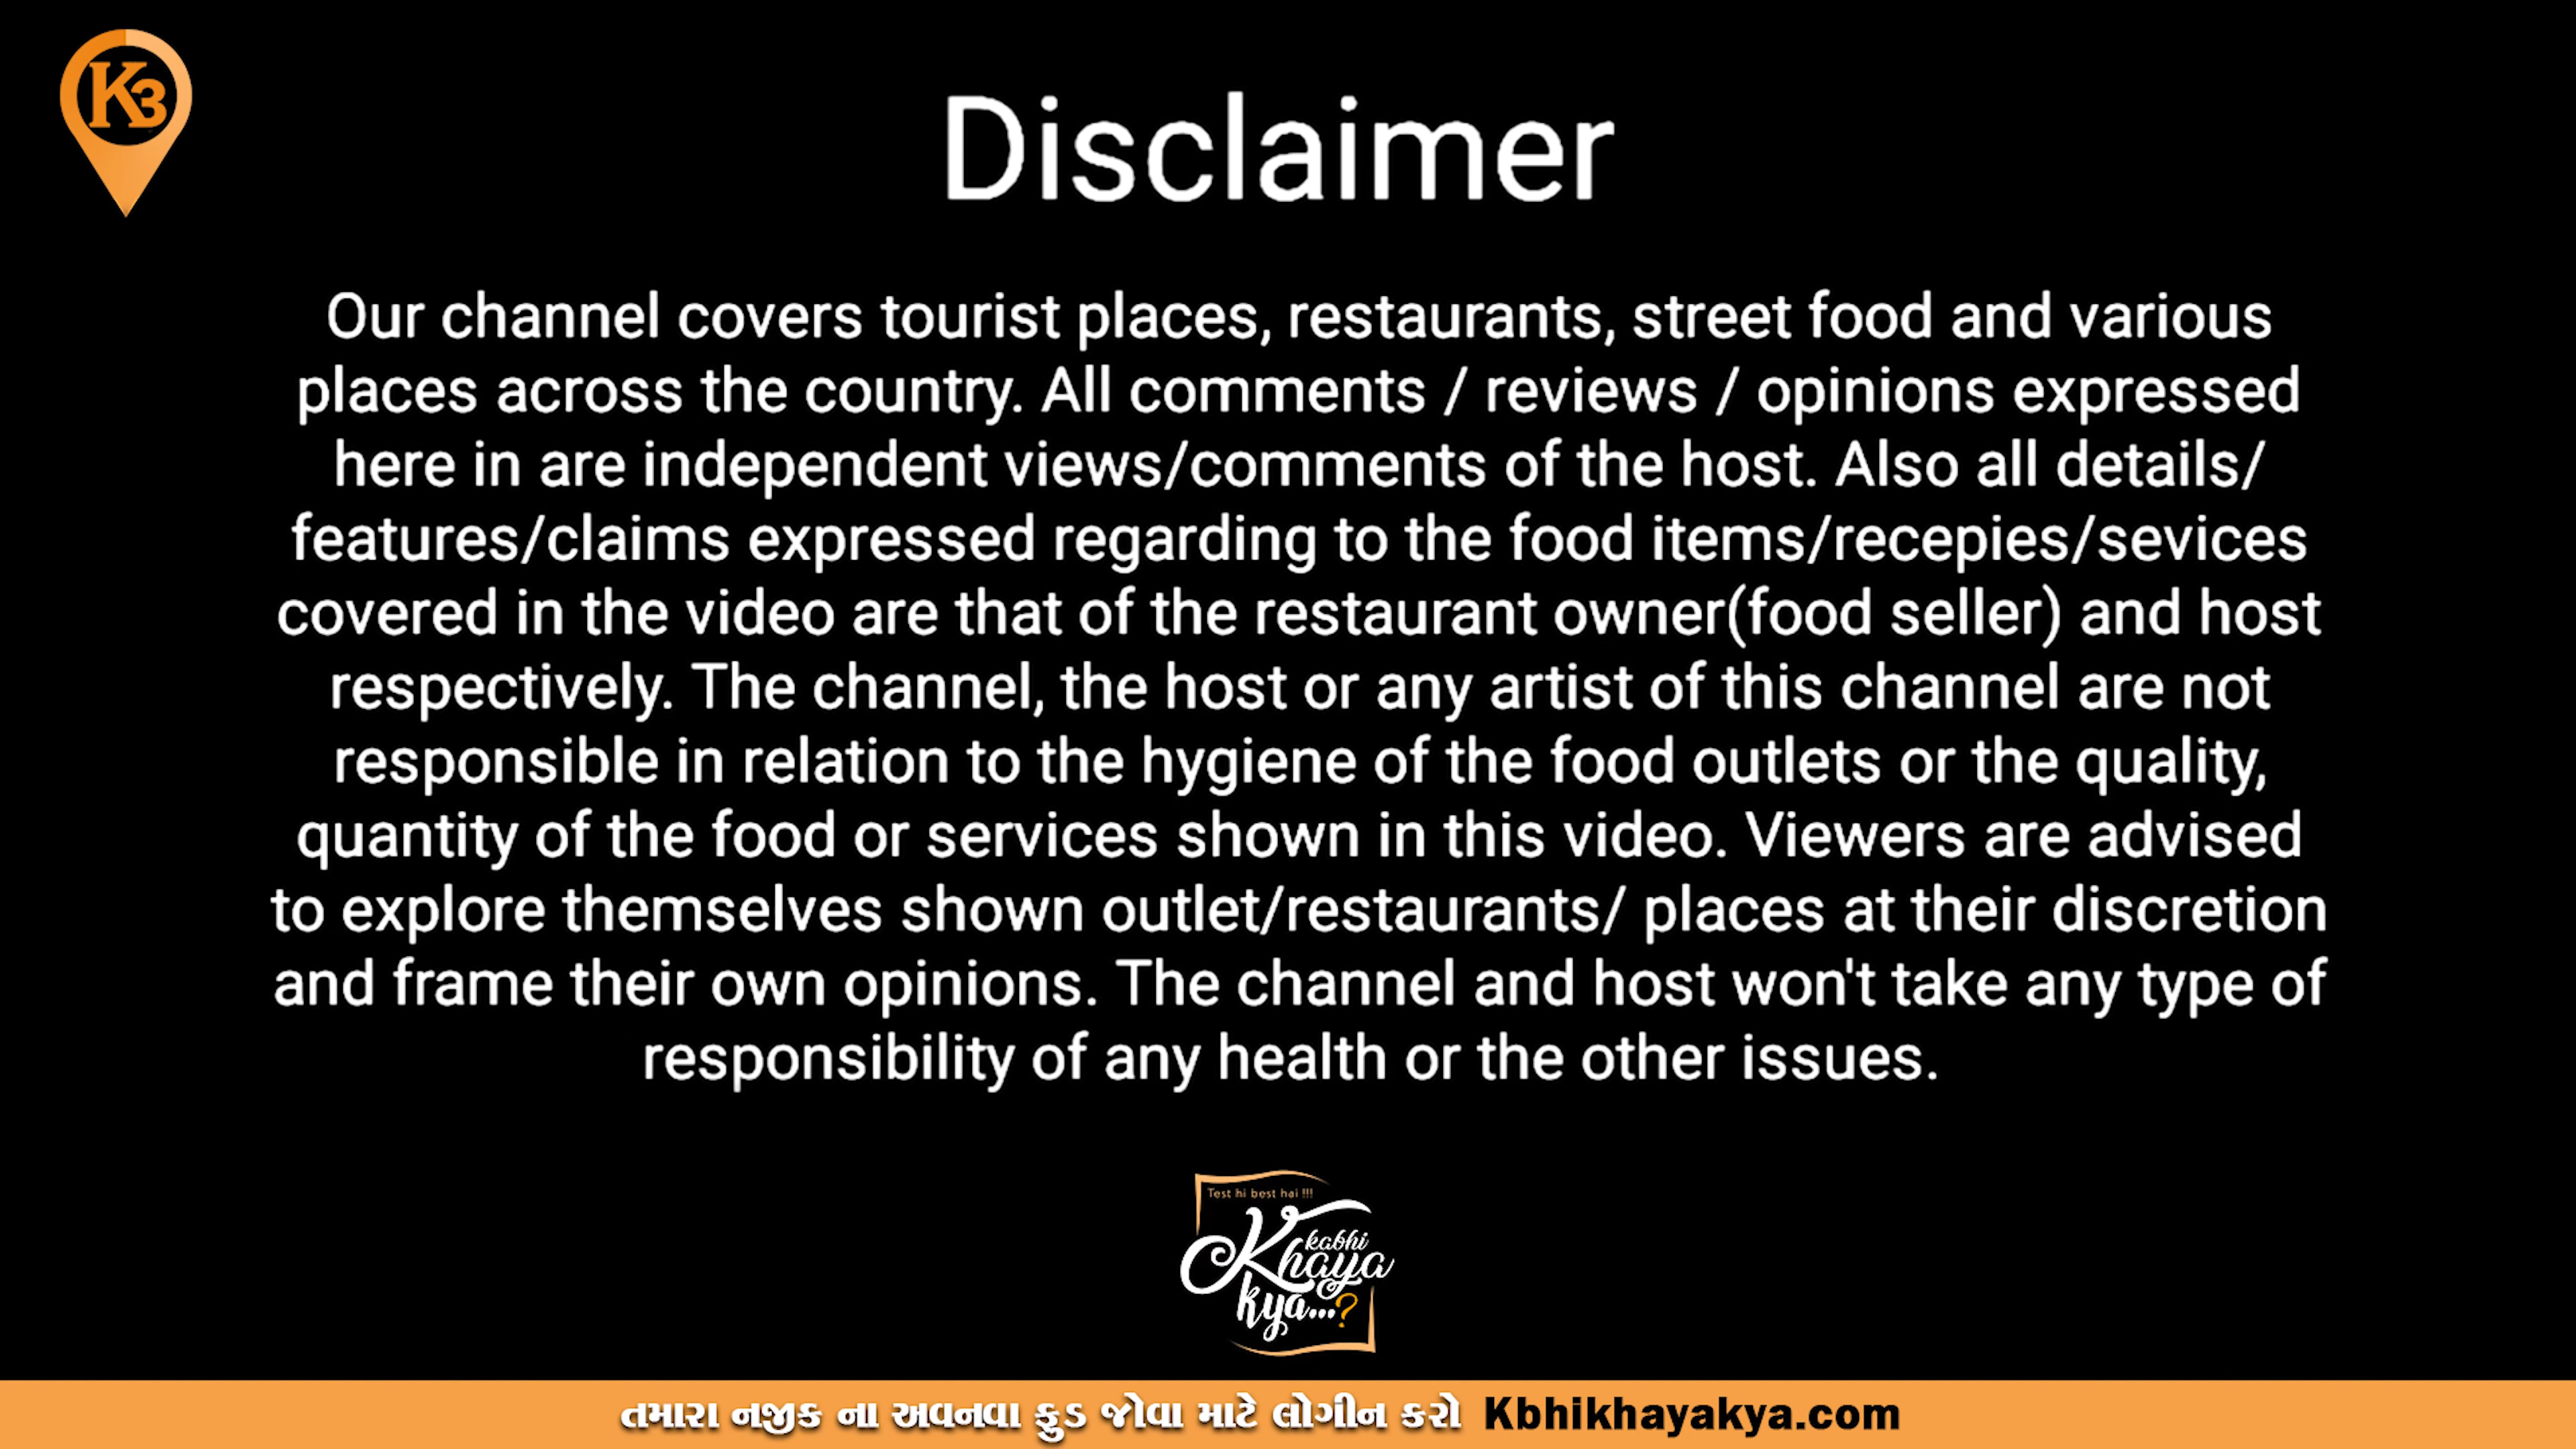 K3
Disclaimer
Our channel covers tourist places, restaurants, street food and various
places across the country. All comments / reviews / opinions expressed
here in are independent views/comments of the host. Also all details/
features/claims expressed regarding to the food items/recepies/sevices
covered in the video are that of the restaurant owner(food seller) and host
respectively. The channel, the host or any artist of this channel are not
responsible in relation to the hygiene of the food outlets or the quality,
quantity of the food or services shown in this video. Viewers are advised
to explore themselves shown outlet/restaurants/ places at their discretion
and frame their own opinions. The channel and host won't take any type of
responsibility of any health or the other issues.
Test hi best hai !!!
kabhi
Khaya
kya...?
તમારા નજીક ના અવનવા ફુડ જોવા માટે લોગીન કરો Kbhikhayakya.com